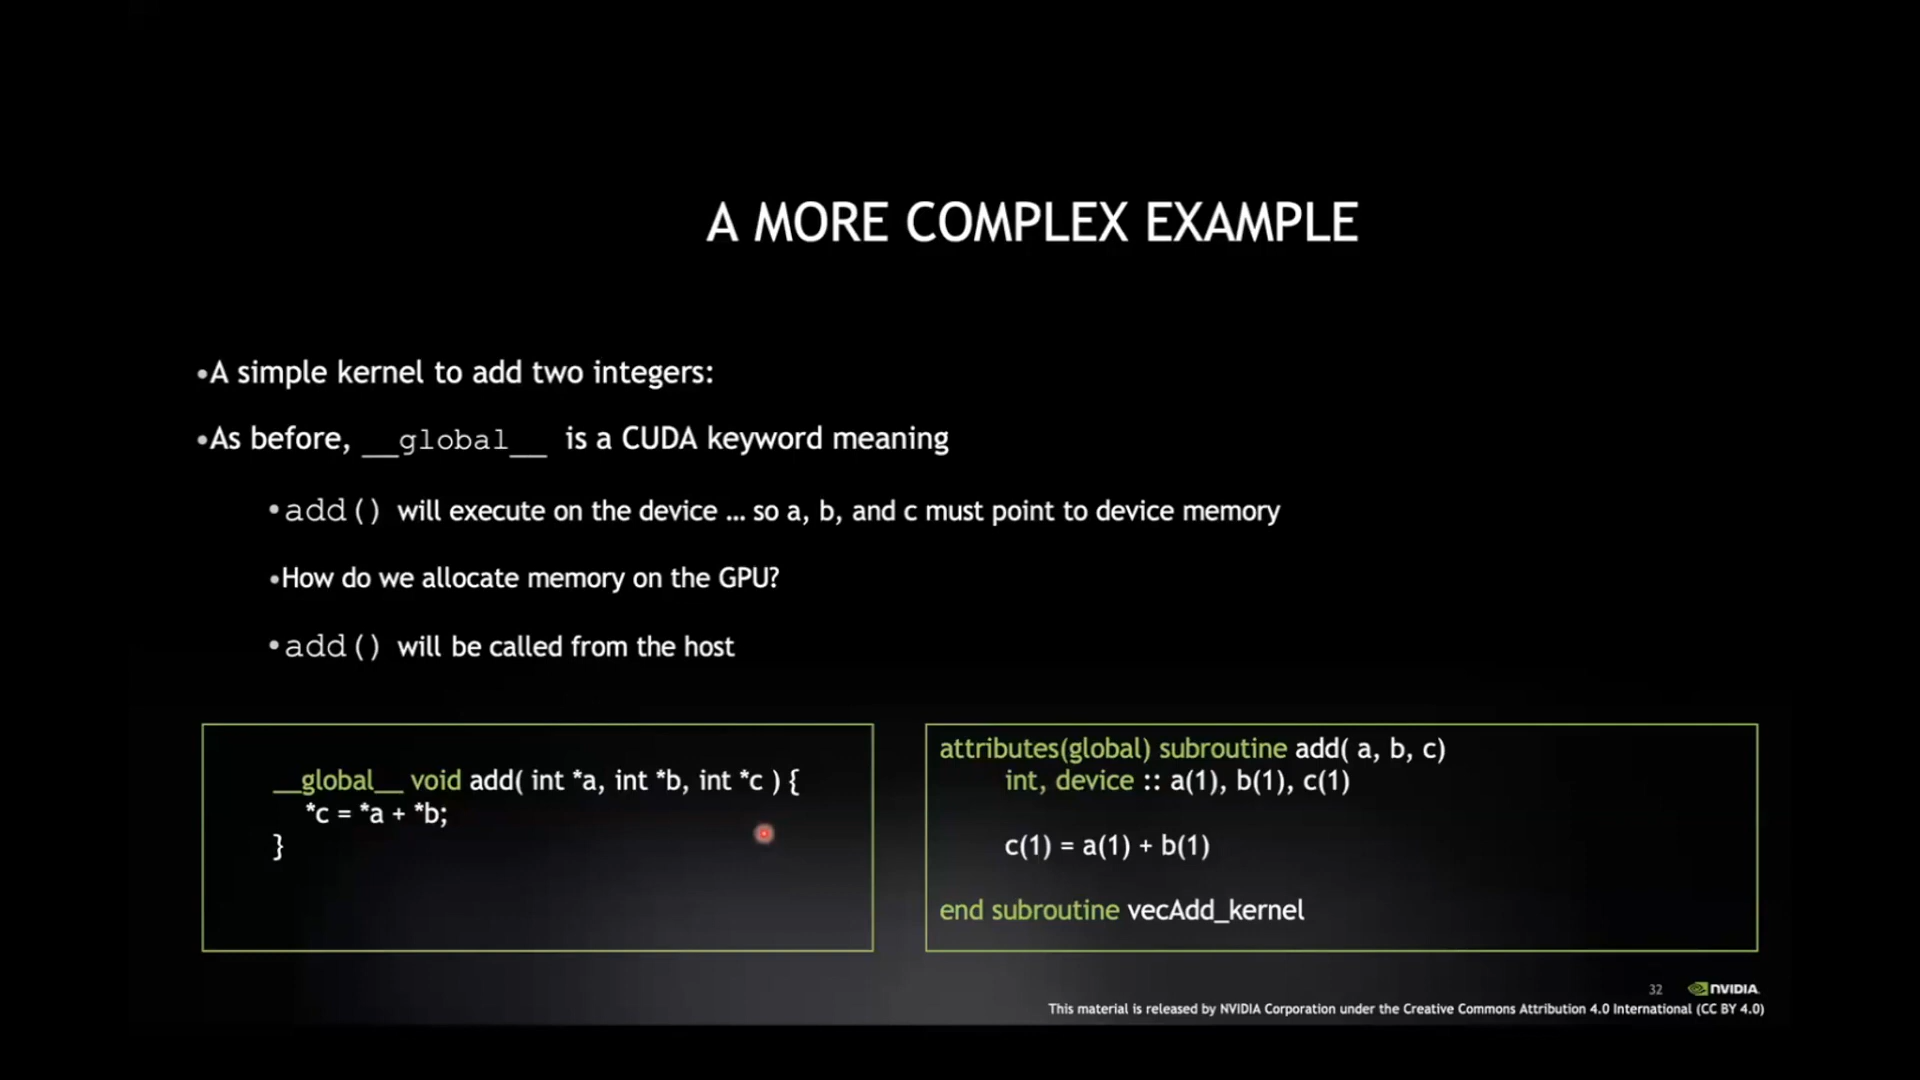 A MORE COMPLEX EXAMPLE
•A simple kernel to add two integers:
•As before, __global__ is a CUDA keyword meaning
•add() will execute on the device … so a, b, and c must point to device memory
•How do we allocate memory on the GPU?
•add() will be called from the host
__global__ void add( int *a, int *b, int *c ) {
*c = *a + *b;
}
attributes(global) subroutine add( a, b, c)
int, device :: a(1), b(1), c(1)
c(1) = a(1) + b(1)
end subroutine vecAdd_kernel
32 NVIDIA.
This material is released by NVIDIA Corporation under the Creative Commons Attribution 4.0 International (CC BY 4.0)